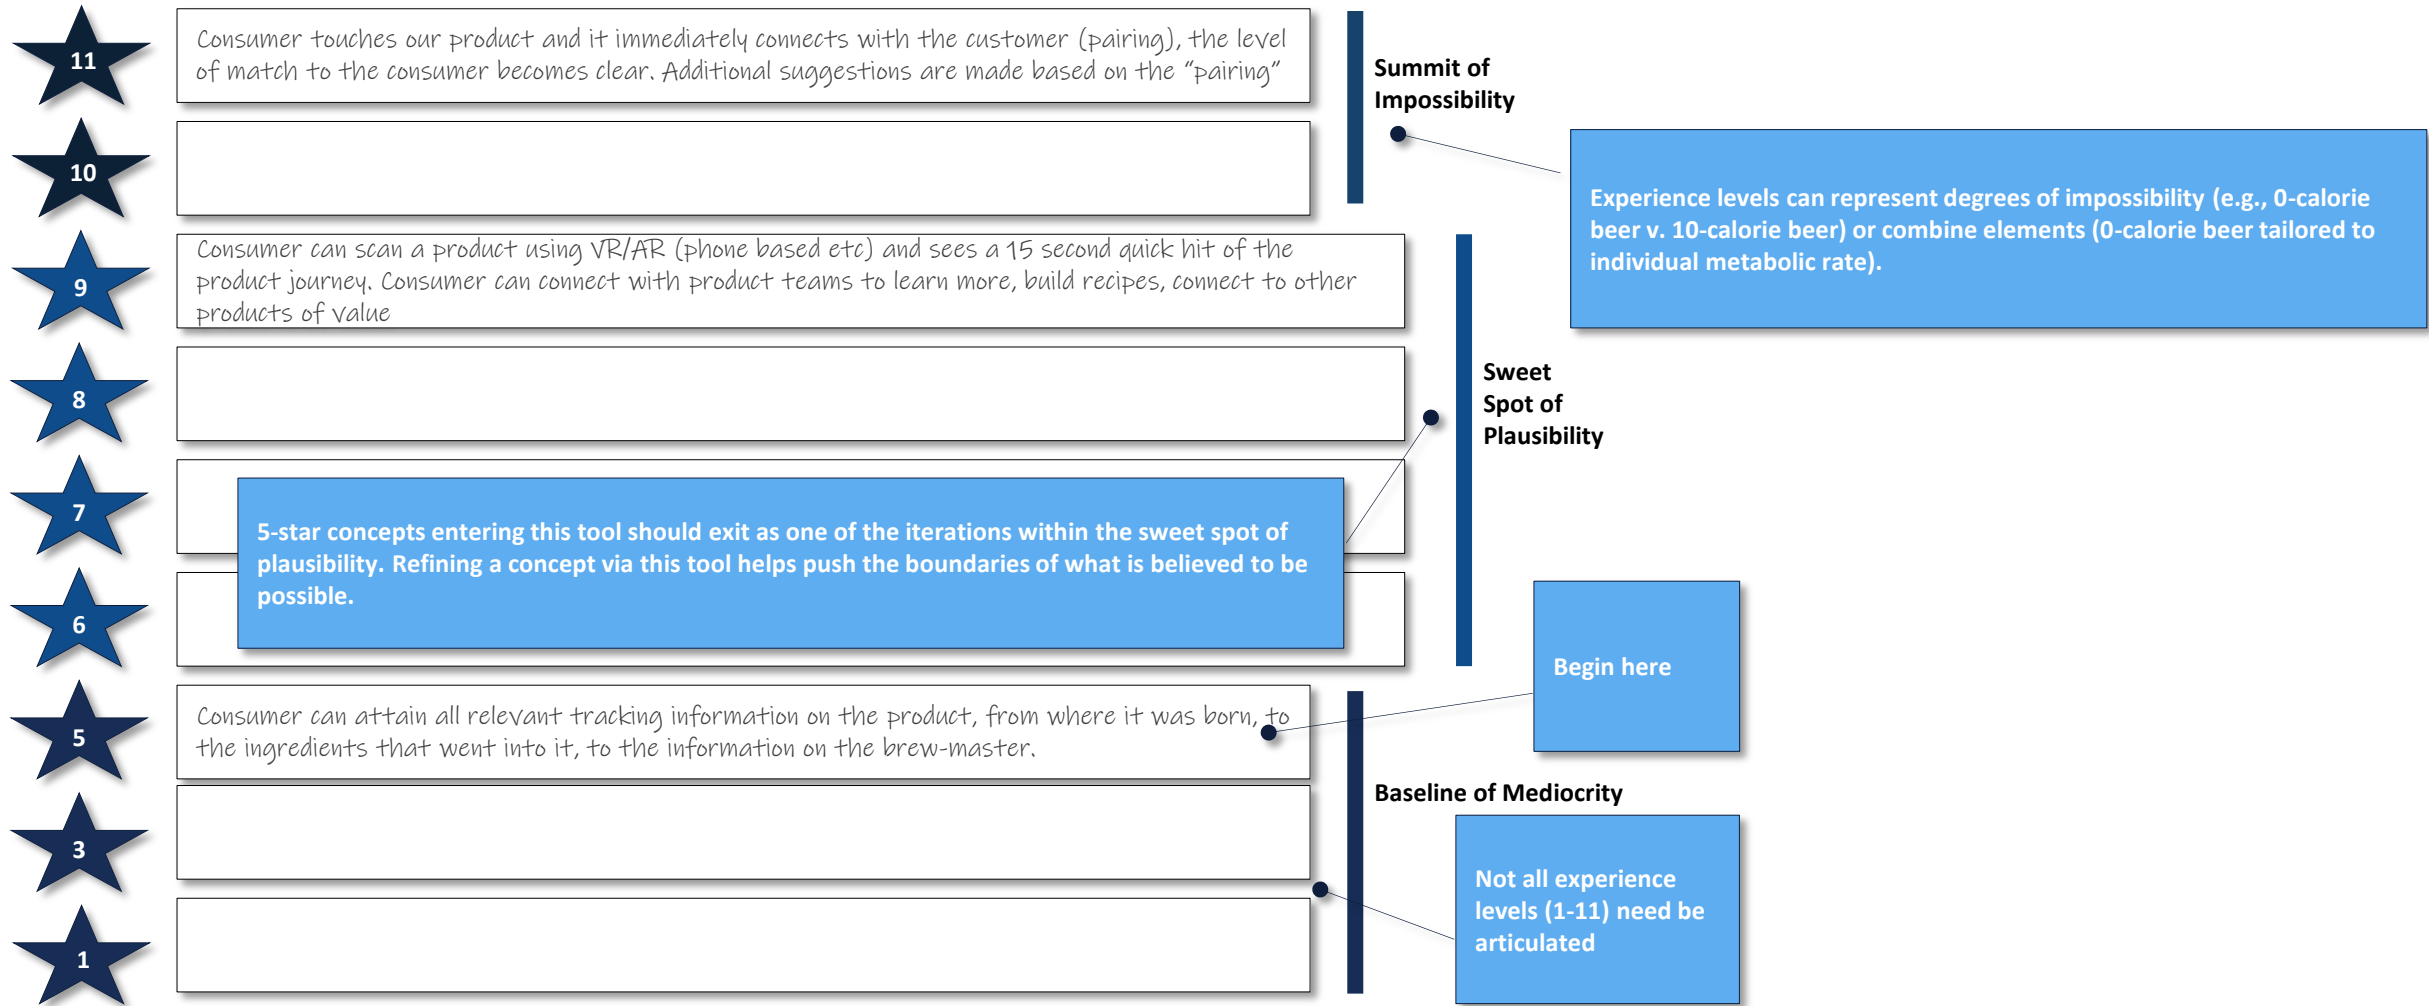 11
Consumer touches our product and it immediately connects with the customer (pairing), the level
of match to the consumer becomes clear. Additional suggestions are made based on the “pairing”
Summit of
Impossibility
10
Experience levels can represent degrees of impossibility (e.g., 0-calorie
beer v. 10-calorie beer) or combine elements (0-calorie beer tailored to
individual metabolic rate).
9
Consumer can scan a product using VR/AR (phone based etc) and sees a 15 second quick hit of the
product journey. Consumer can connect with product teams to learn more, build recipes, connect to other
products of value
8
Sweet
Spot of
Plausibility
7
5-star concepts entering this tool should exit as one of the iterations within the sweet spot of
plausibility. Refining a concept via this tool helps push the boundaries of what is believed to be
possible.
6
Begin here
5
Consumer can attain all relevant tracking information on the product, from where it was born, to
the ingredients that went into it, to the information on the brew-master.
Baseline of Mediocrity
3
Not all experience
levels (1-11) need be
articulated
1